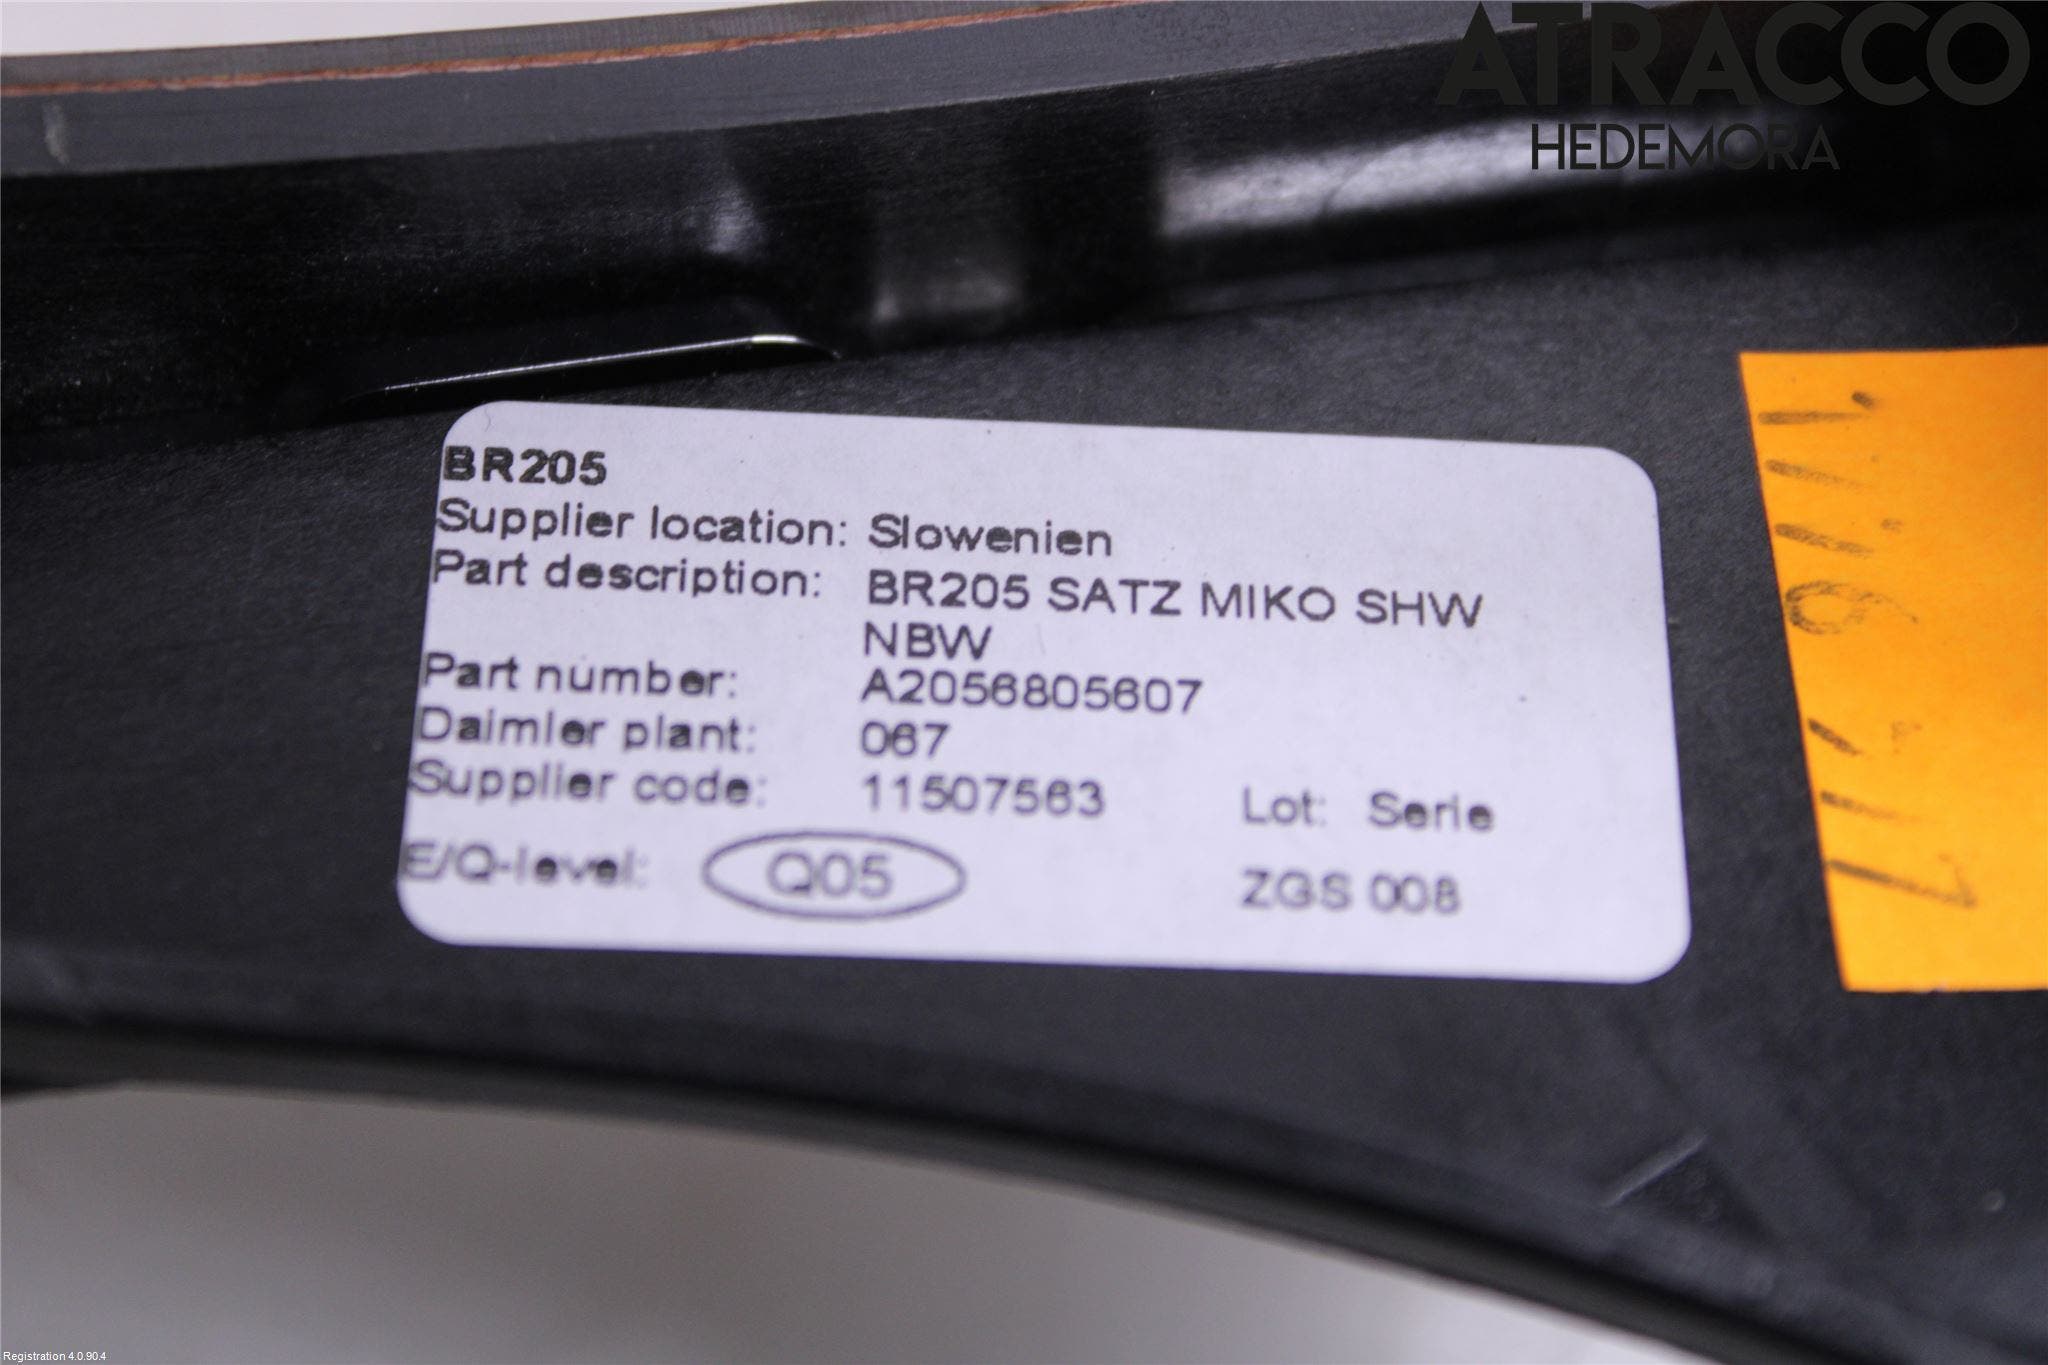 ATRACCO
HEDEMORA
BR205
Supplier location: Slowenien
Part description: BR205 SATZ MIKO SHW
NBW
Part number: A2056805607
Daimler plant: 067
Supplier code: 11507563 Lot: Serie
E/Q-level: Q05 ZGS 008
Registration 4.0.90.4